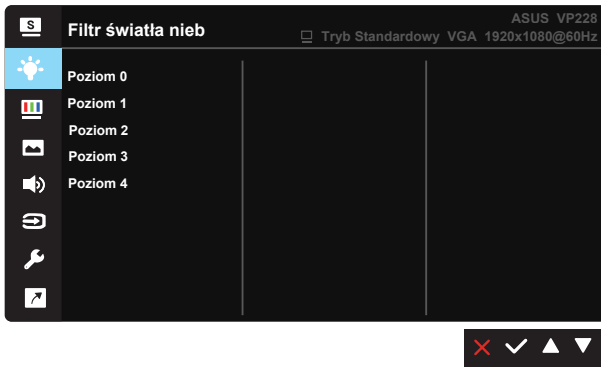 S
Filtr światła nieb
ASUS VP228
Tryb Standardowy VGA 1920x1080@60Hz
Poziom 0
Poziom 1
Poziom 2
Poziom 3
Poziom 4